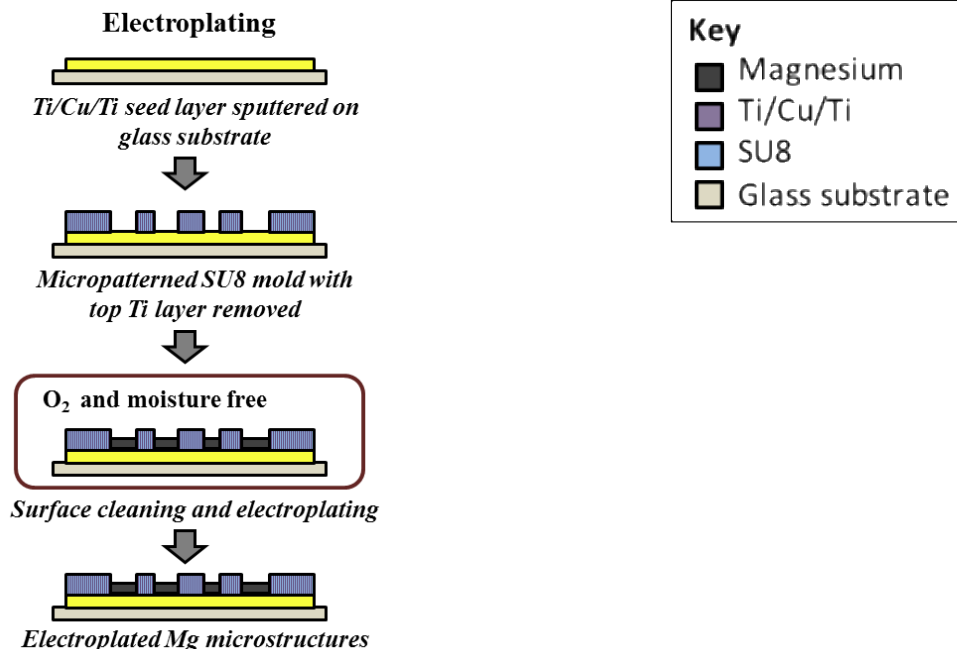 Electroplating
Ti/Cu/Ti seed layer sputtered on
glass substrate
Micropatterned SU8 mold with
top Ti layer removed
O₂ and moisture free
Surface cleaning and electroplating
Electroplated Mg microstructures
Key
Magnesium
Ti/Cu/Ti
SU8
Glass substrate